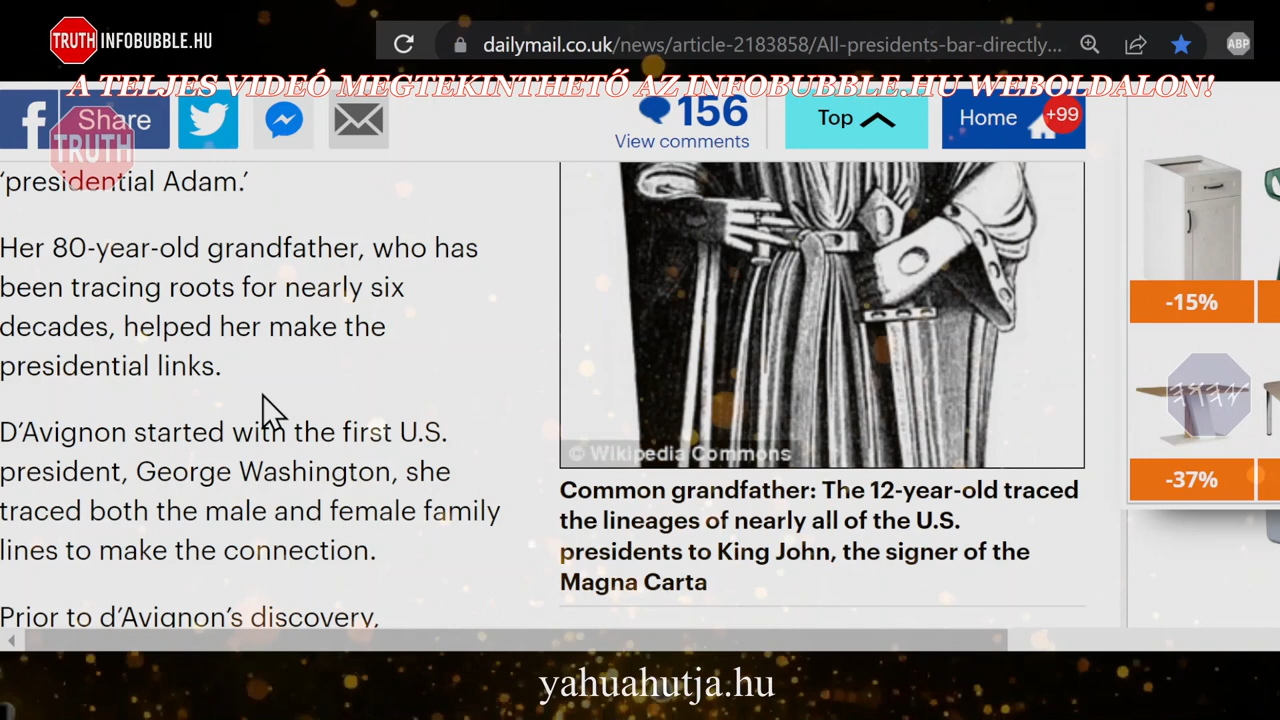 TRUTH INFOBUBBLE.HU
dailymail.co.uk/news/article-2183858/All-presidents-bar-directly...
ABP
A TELJES VIDEÓ MEGTEKINTHETŐ AZ INFOBUBBLE.HU WEBOLDALON!
Share
156
View comments
Top
Home
+99
TRUTH
'presidential Adam.'
Her 80-year-old grandfather, who has
been tracing roots for nearly six
decades, helped her make the
presidential links.
D'Avignon started with the first U.S.
president, George Washington, she
traced both the male and female family
lines to make the connection.
Prior to d'Avignon's discovery,
© Wikipedia Commons
Common grandfather: The 12-year-old traced
the lineages of nearly all of the U.S.
presidents to King John, the signer of the
Magna Carta
-15%
-37%
yahuahutja.hu